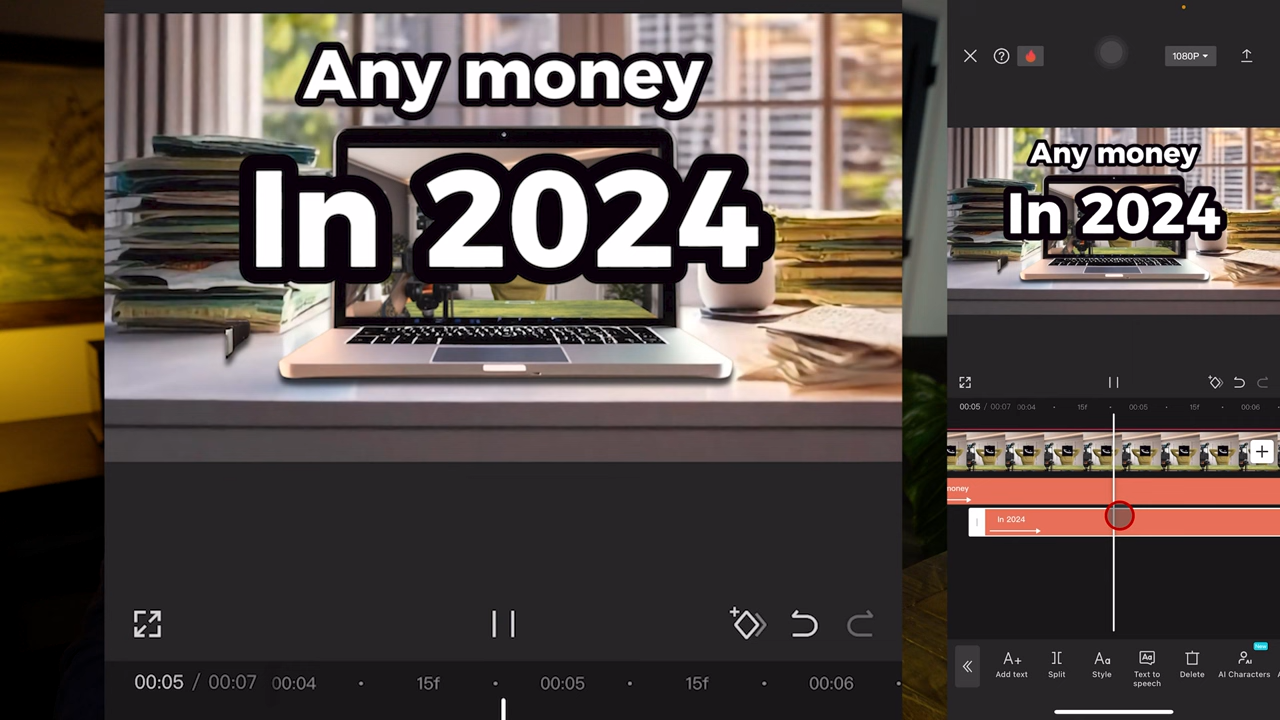 Any money
In 2024
00:05 / 00:07
00:04
15f
00:05
15f
00:06
1080P
Any money
In 2024
00:05 / 00:07
00:04
15f
00:05
15f
00:06
money
In 2024
New
Add text
Split
Style
Text to
speech
Delete
AI Characters